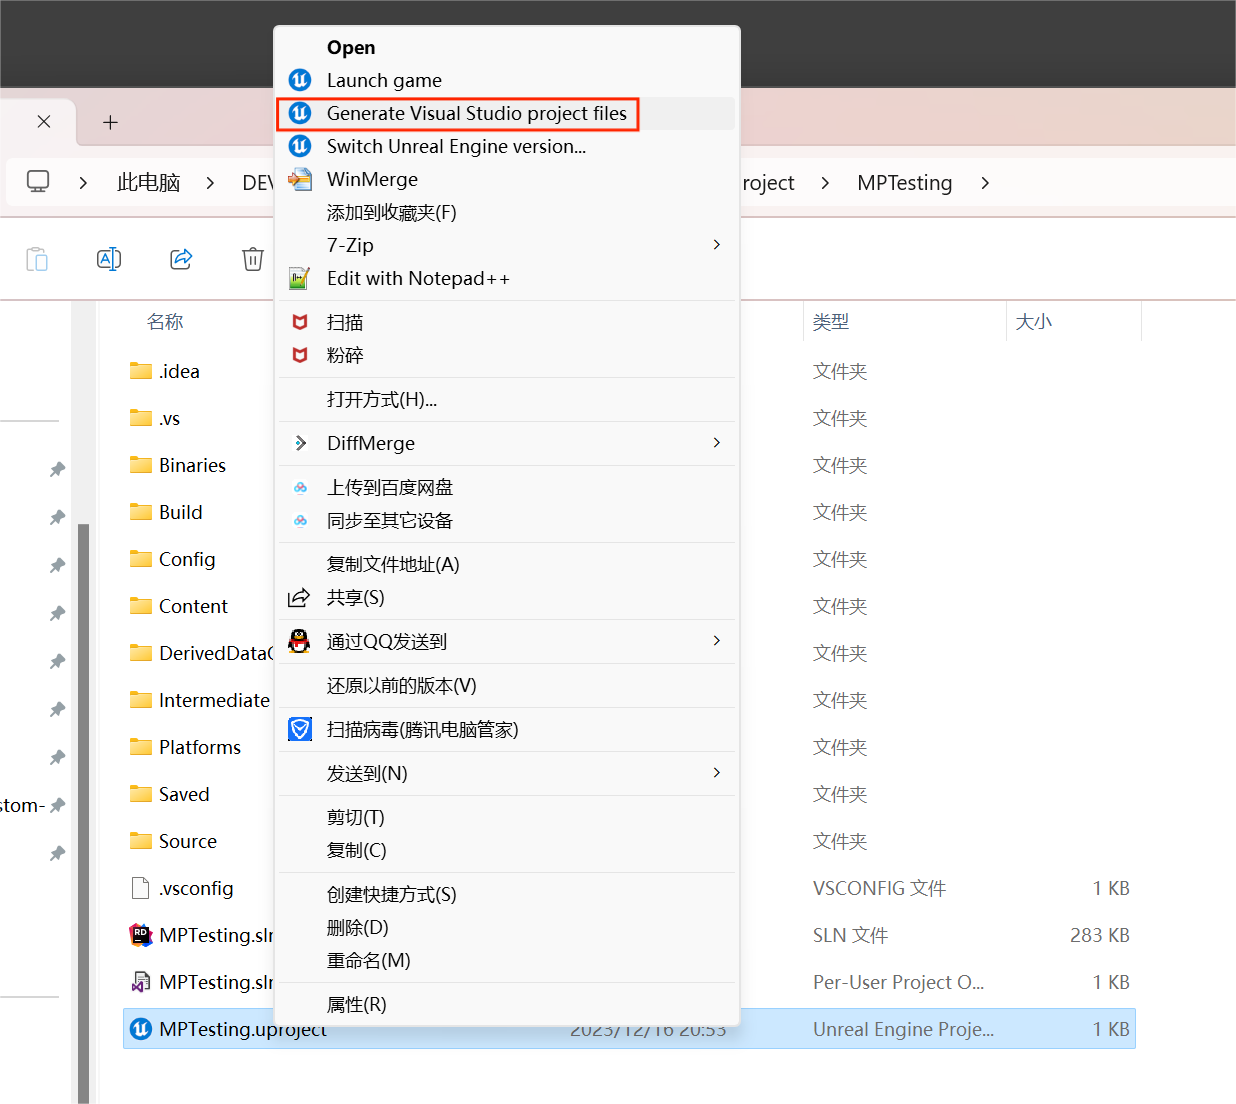 Open
Launch game
Generate Visual Studio project files
Switch Unreal Engine version...
WinMerge
添加到收藏夹(F)
7-Zip
Edit with Notepad++
扫描
粉碎
打开方式(H)...
DiffMerge
上传到百度网盘
同步至其它设备
复制文件地址(A)
共享(S)
通过QQ发送到
还原以前的版本(V)
扫描病毒(腾讯电脑管家)
发送到(N)
剪切(T)
复制(C)
创建快捷方式(S)
删除(D)
重命名(M)
属性(R)
此电脑 > DEV
roject > MPTesting >
名称 类型 大小
.idea 文件夹
.vs 文件夹
Binaries 文件夹
Build 文件夹
Config 文件夹
Content 文件夹
DerivedDataC 文件夹
Intermediate 文件夹
Platforms 文件夹
Saved 文件夹
Source 文件夹
.vsconfig VSCONFIG 文件 1 KB
MPTesting.sln SLN 文件 283 KB
MPTesting.sln Per-User Project O... 1 KB
MPTesting.uproject 2023/12/16 20:53 Unreal Engine Proje... 1 KB
stom-